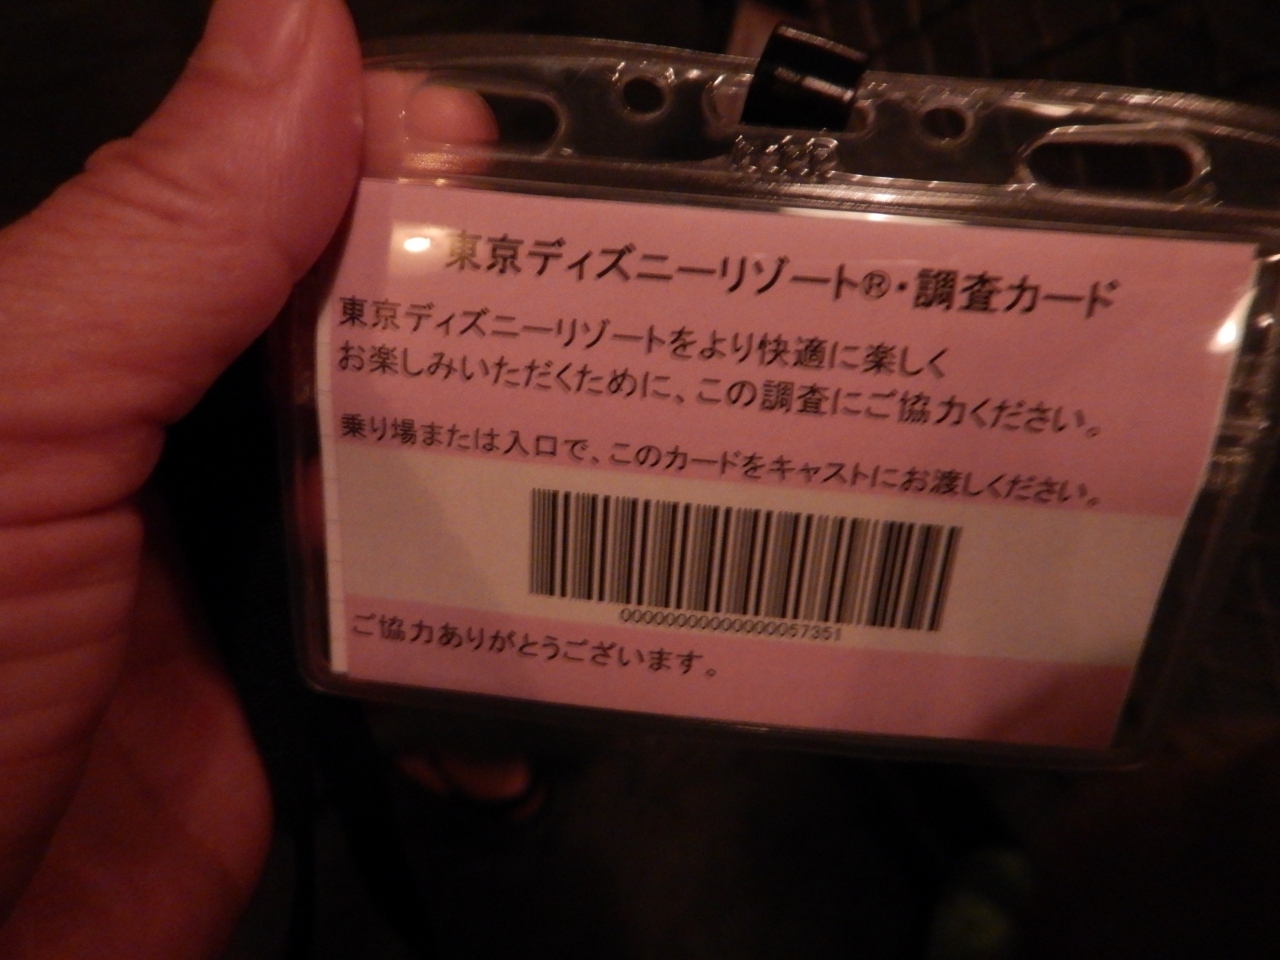 東京ディズニーリゾート®・調査カード
東京ディズニーリゾートをより快適に楽しく
お楽しみいただくために、この調査にご協力ください。
乗り場または入口で、このカードをキャストにお渡しください。
00000000000000057351
ご協力ありがとうございます。